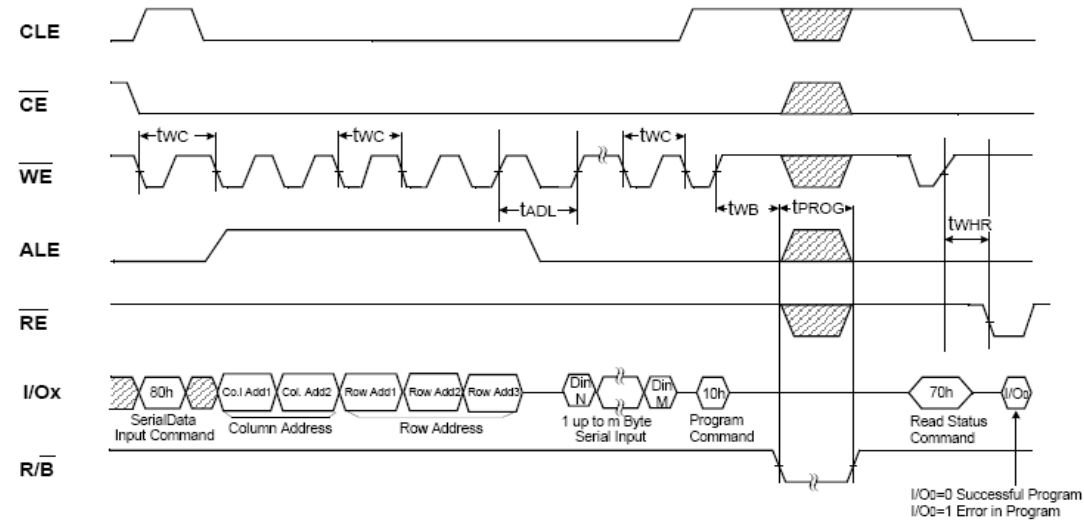 CLE
CE
tWC
tWC
tWC
WE
tADL
tWB
tPROG
tWHR
ALE
RE
I/Ox
80h
Co.l Add1
Col. Add2
Row Add1
Row Add2
Row Add3
Din
N
Din
M
10h
70h
I/O0
SerialData
Input Command
Column Address
Row Address
1 up to m Byte
Serial Input
Program
Command
Read Status
Command
R/B
I/O0=0 Successful Program
I/O0=1 Error in Program